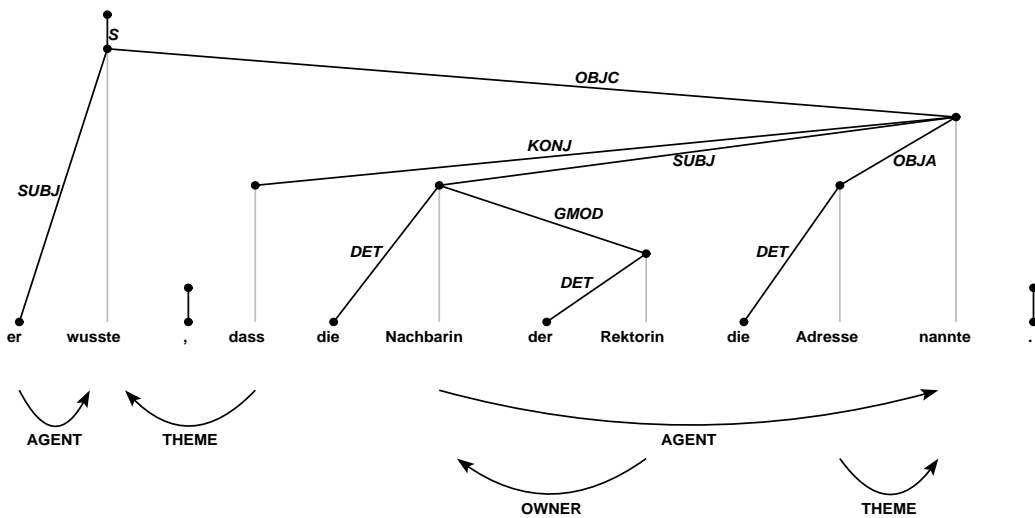 S
OBJC
KONJ
SUBJ
OBJA
SUBJ
GMOD
DET
DET
DET
er wusste , dass die Nachbarin der Rektorin die Adresse nannte .
AGENT THEME AGENT
OWNER THEME